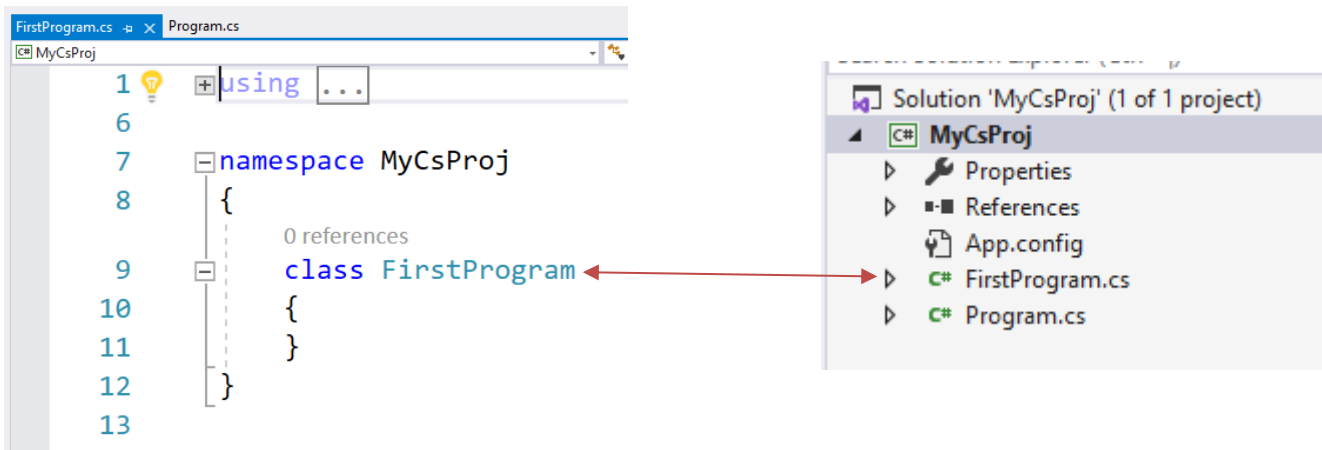 FirstProgram.cs Program.cs
C# MyCsProj
1 using ...
6
7 namespace MyCsProj
8 {
0 references
9 class FirstProgram
10 {
11 }
12 }
13
Solution 'MyCsProj' (1 of 1 project)
C# MyCsProj
Properties
References
App.config
C# FirstProgram.cs
C# Program.cs